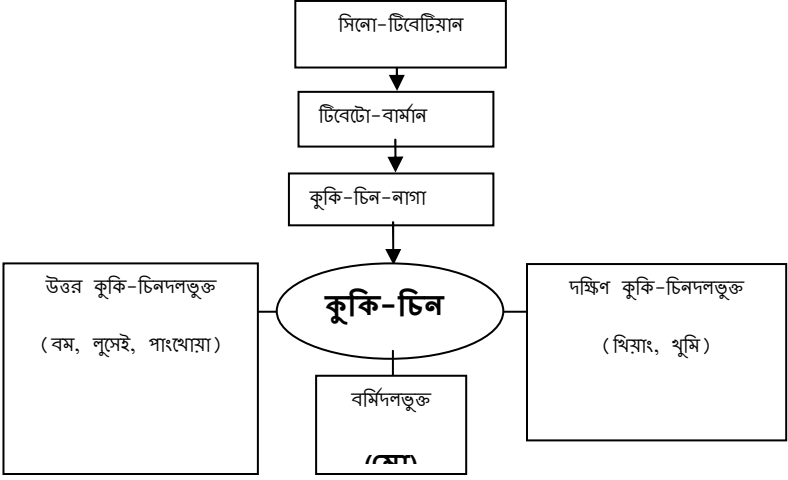 সিনো-টিবেটিয়ান
টিবেটো-বার্মান
কুকি-চিন-নাগা
উত্তর কুকি-চিনদলভুক্ত
(বম, লুসেই, পাংখোয়া)
কুকি-চিন
দক্ষিণ কুকি-চিনদলভুক্ত
(খিয়াং, খুমি)
বর্মিদলভুক্ত